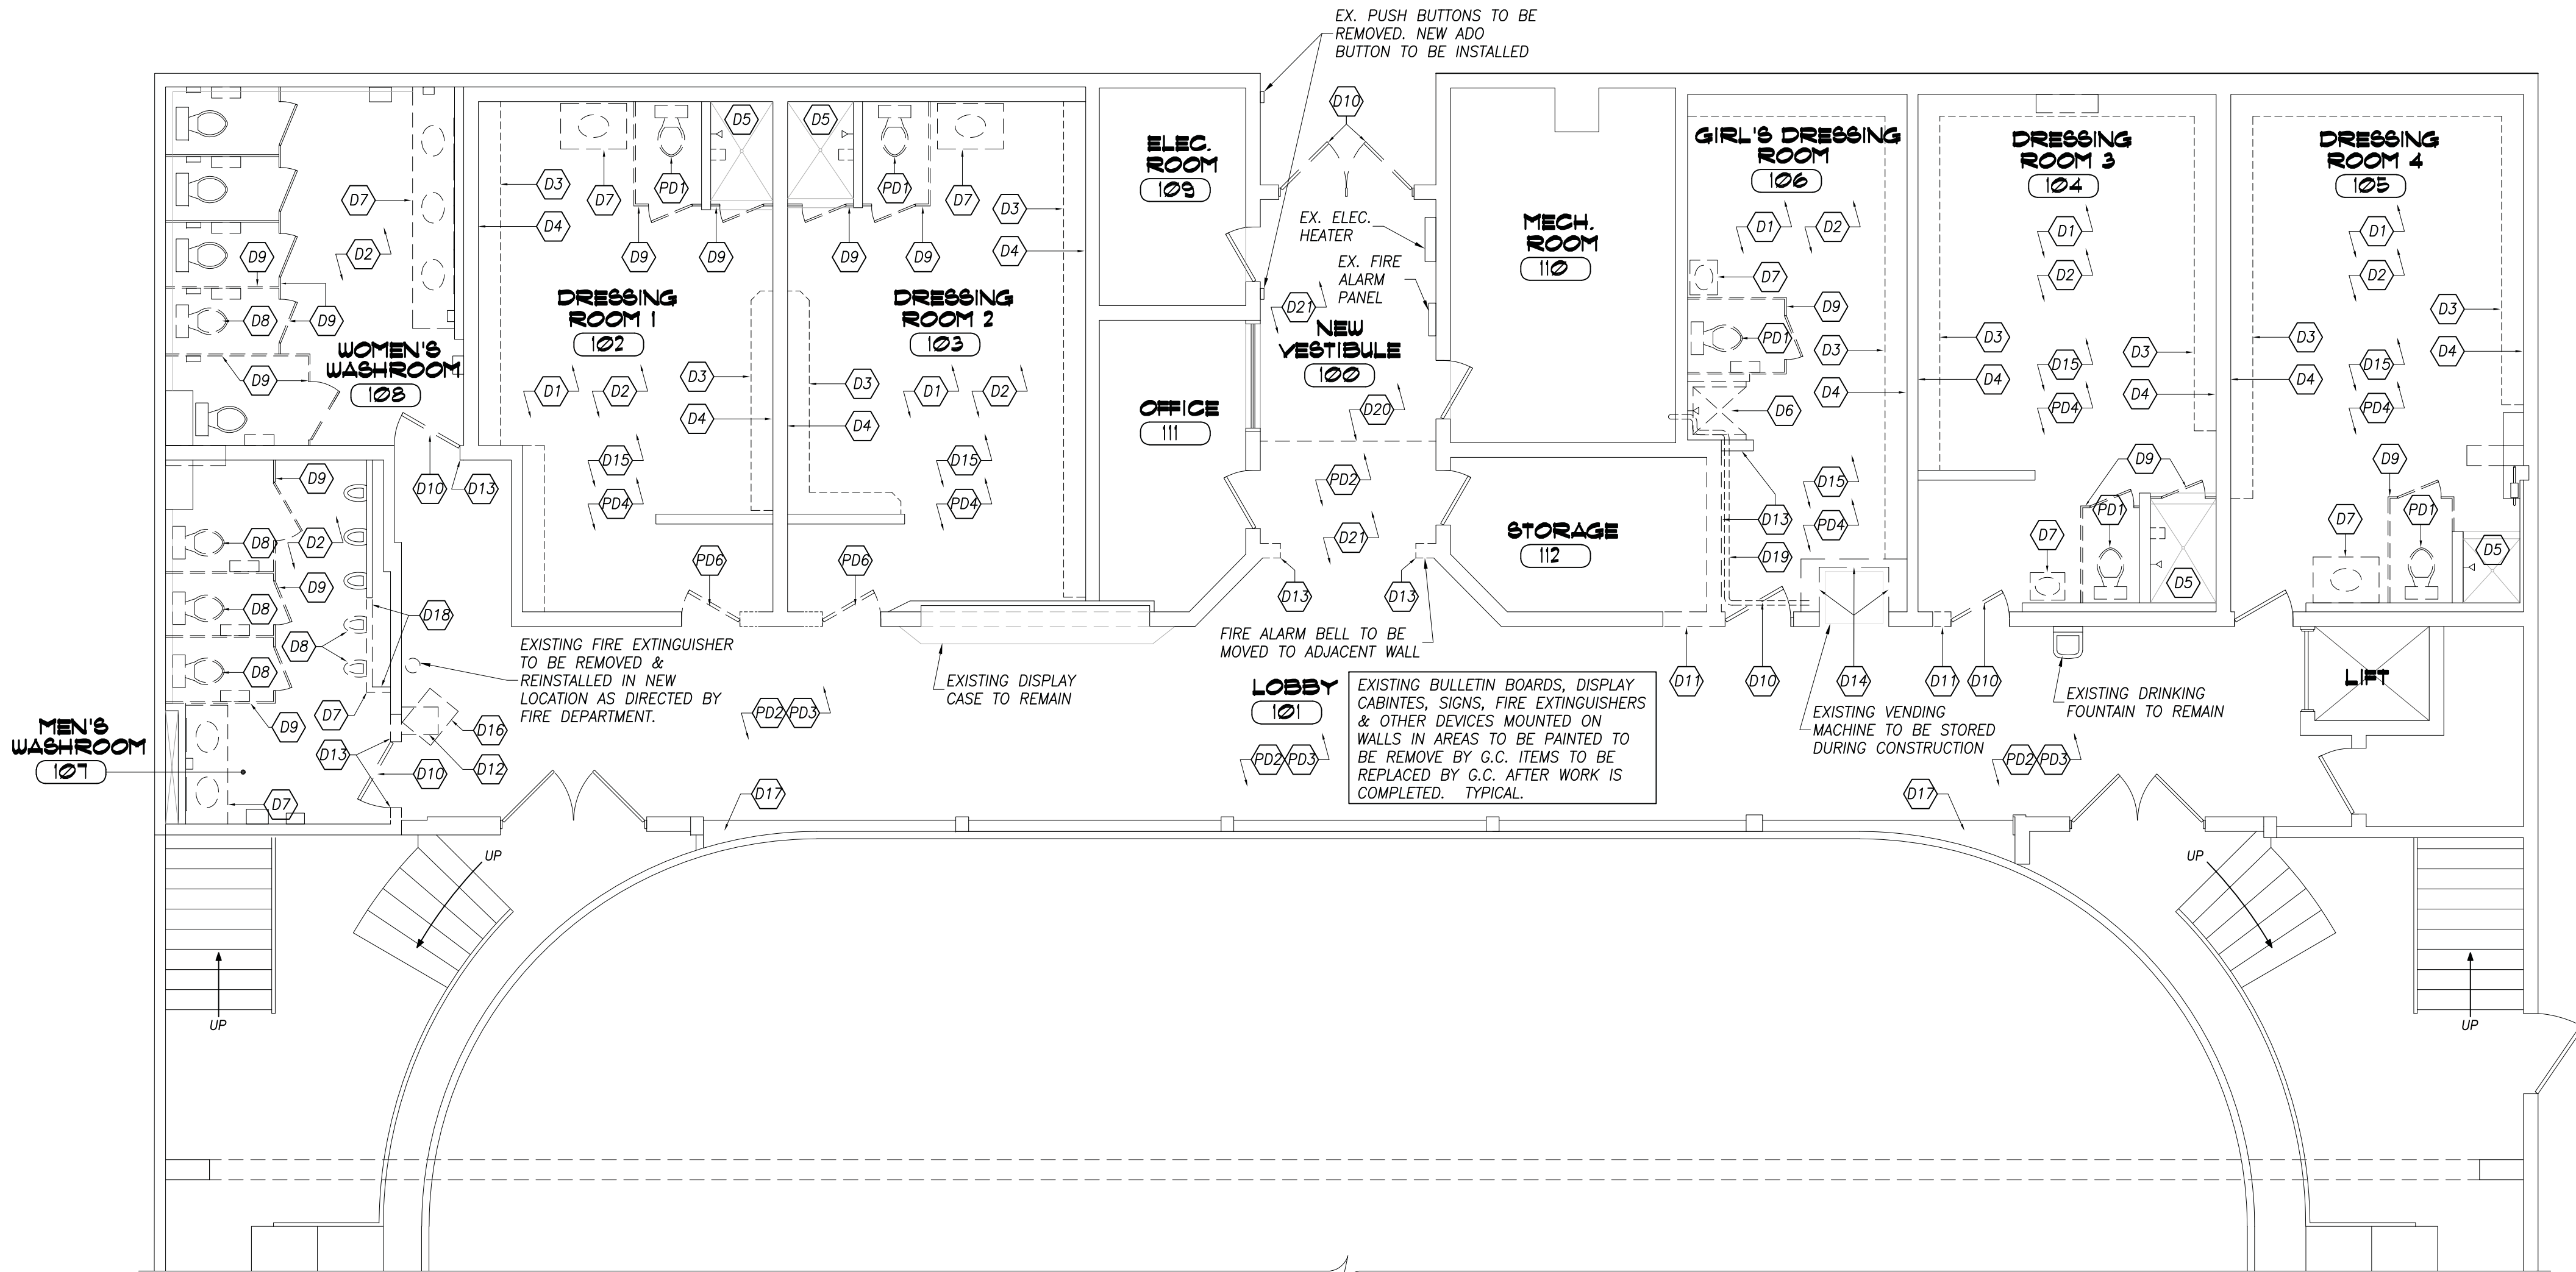 EX. PUSH BUTTONS TO BE
REMOVED. NEW ADO
BUTTON TO BE INSTALLED
D10
D5
D5
ELEC.
ROOM
109
GIRL'S DRESSING
ROOM
106
DRESSING
ROOM 3
104
DRESSING
ROOM 4
105
D7
D3
D7
PD1
PD1
D7
D3
D4
D4
D2
D9
D9
D9
D9
D9
EX. ELEC.
HEATER
EX. FIRE
ALARM
PANEL
MECH.
ROOM
110
D1
D2
D1
D2
D1
D2
D7
D9
D8
D9
DRESSING
ROOM 1
102
DRESSING
ROOM 2
103
D21
NEW
VESTIBULE
100
D9
PD1
D3
D4
D3
D4
D3
D4
D15
PD4
D3
D4
D3
D4
D15
PD4
WOMEN'S
WASHROOM
108
D9
D1
D2
D3
D4
D3
D4
D1
D2
OFFICE
111
D20
D6
D9
D9
D10
D13
D15
PD4
D15
PD4
PD2
D21
STORAGE
112
D13
D19
D15
PD4
D7
PD1
D5
D7
PD1
D5
D9
D8
D2
D9
D8
D8
D18
D8
D7
D9
PD6
PD6
D13
D13
D11
D10
D14
D11
D10
EXISTING FIRE EXTINGUISHER
TO BE REMOVED &
REINSTALLED IN NEW
LOCATION AS DIRECTED BY
FIRE DEPARTMENT.
EXISTING DISPLAY
CASE TO REMAIN
FIRE ALARM BELL TO BE
MOVED TO ADJACENT WALL
LOBBY
101
EXISTING BULLETIN BOARDS, DISPLAY
CABINTES, SIGNS, FIRE EXTINGUISHERS
& OTHER DEVICES MOUNTED ON
WALLS IN AREAS TO BE PAINTED TO
BE REMOVE BY G.C. ITEMS TO BE
REPLACED BY G.C. AFTER WORK IS
COMPLETED. TYPICAL.
EXISTING VENDING
MACHINE TO BE STORED
DURING CONSTRUCTION
EXISTING DRINKING
FOUNTAIN TO REMAIN
LIFT
MEN'S
WASHROOM
107
D13
D10
D16
D12
D7
PD2 PD3
PD2 PD3
PD2 PD3
D17
D17
UP
UP
UP
UP